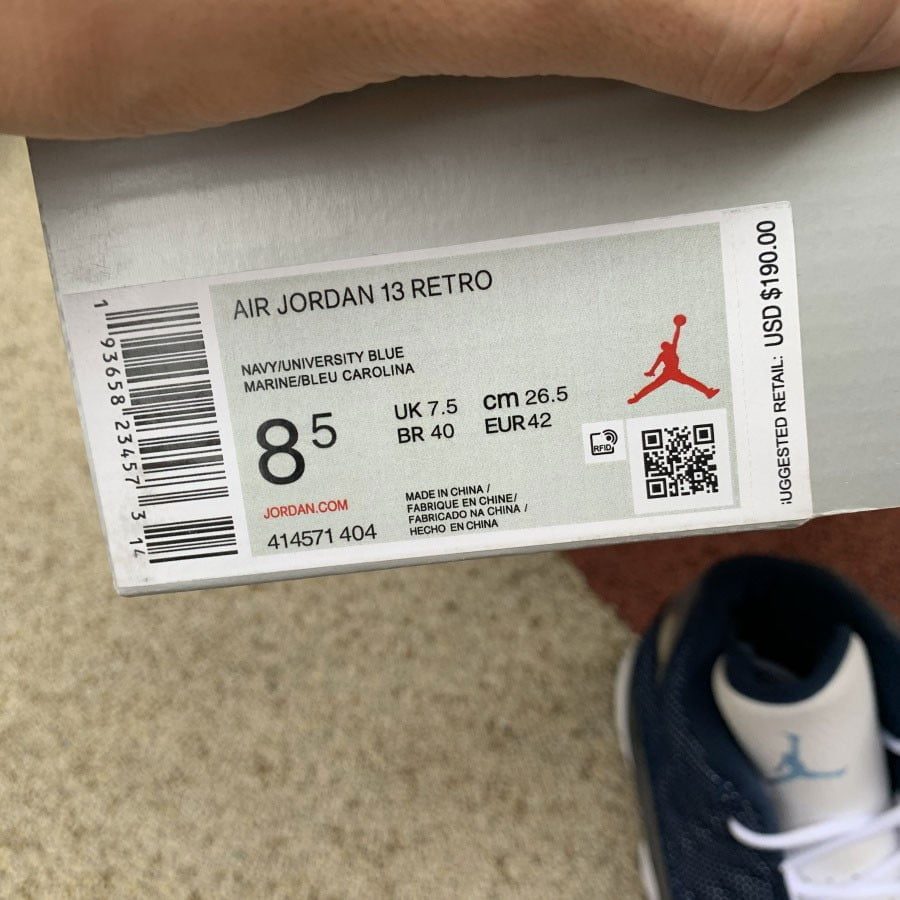 AIR JORDAN 13 RETRO
NAVY/UNIVERSITY BLUE
MARINE/BLEU CAROLINA
8 5
UK 7.5 cm 26.5
BR 40 EUR 42
JORDAN.COM
414571 404
MADE IN CHINA /
FABRIQUE EN CHINE/
FABRICADO NA CHINA /
HECHO EN CHINA
RFID
1 93658 23457 3 14
UGGESTED RETAIL: USD $190.00